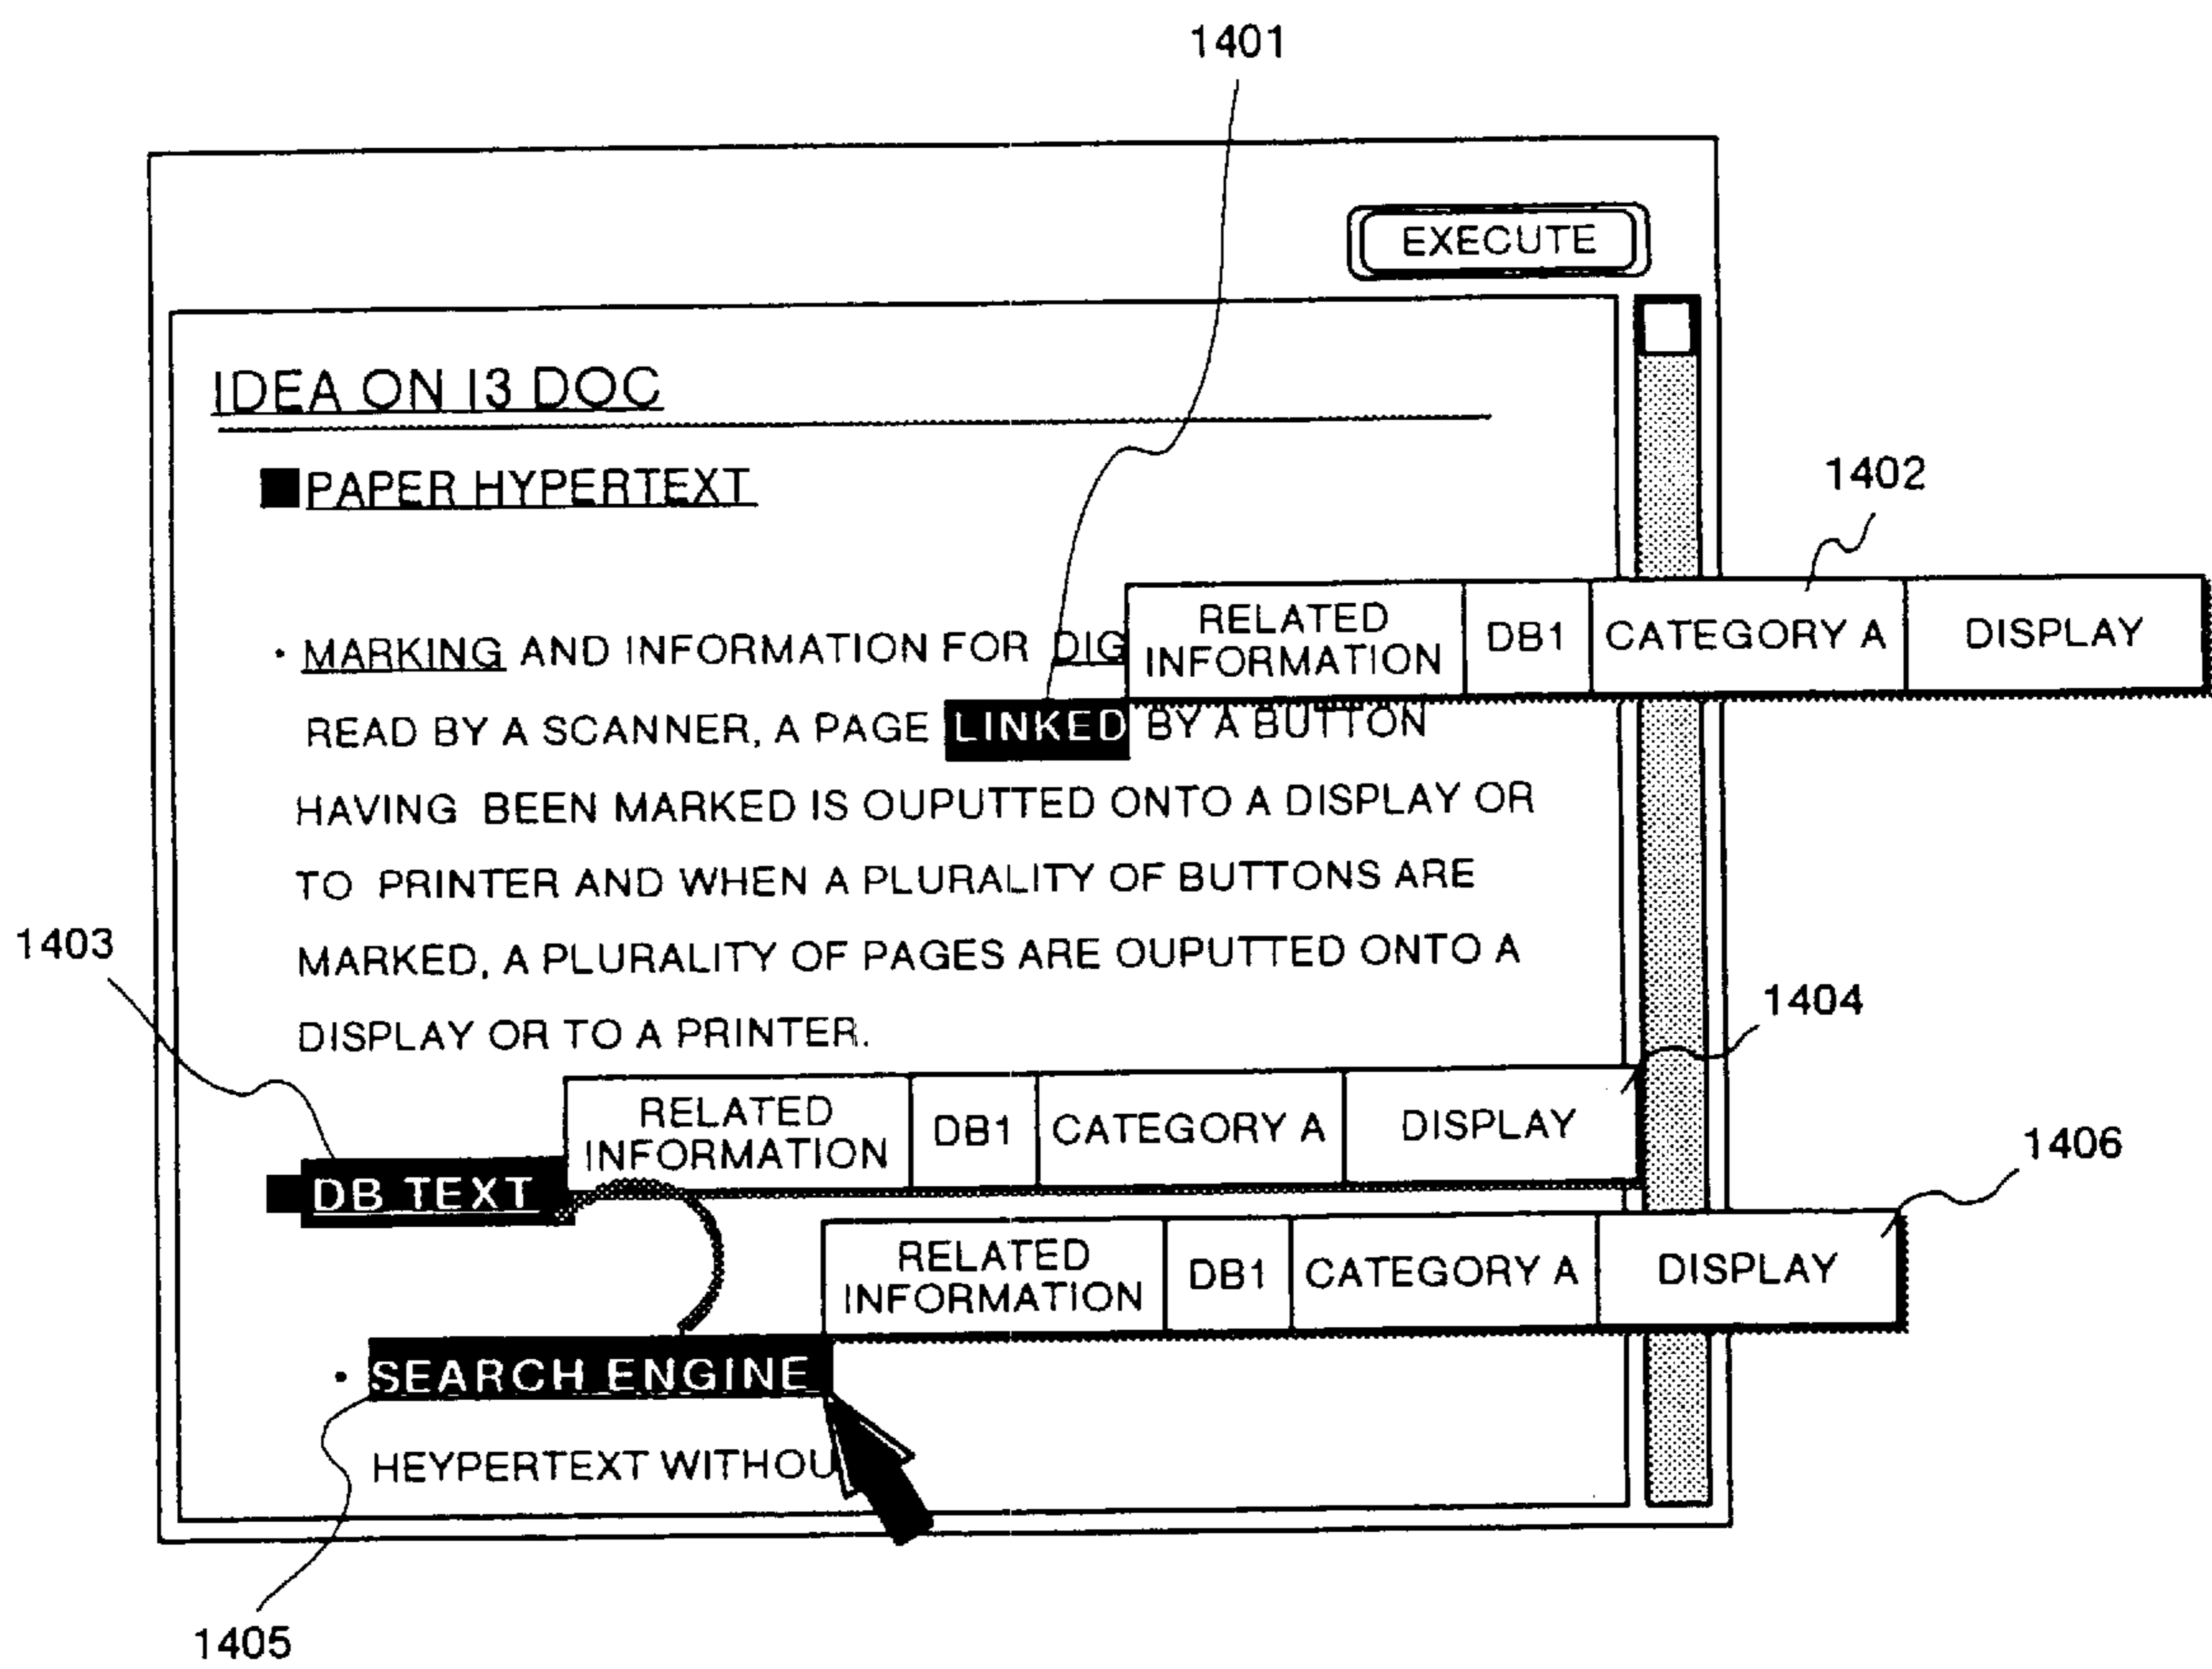 1401
EXECUTE
IDEA ON I3 DOC
PAPER HYPERTEXT
1402
RELATED INFORMATION DB1 CATEGORY A DISPLAY
· MARKING AND INFORMATION FOR DIG
READ BY A SCANNER, A PAGE LINKED BY A BUTTON
HAVING BEEN MARKED IS OUPUTTED ONTO A DISPLAY OR
TO PRINTER AND WHEN A PLURALITY OF BUTTONS ARE
1403
MARKED, A PLURALITY OF PAGES ARE OUPUTTED ONTO A
1404
DISPLAY OR TO A PRINTER.
RELATED INFORMATION DB1 CATEGORY A DISPLAY
1406
DB TEXT
RELATED INFORMATION DB1 CATEGORY A DISPLAY
· SEARCH ENGINE
HEYPERTEXT WITHOU
1405